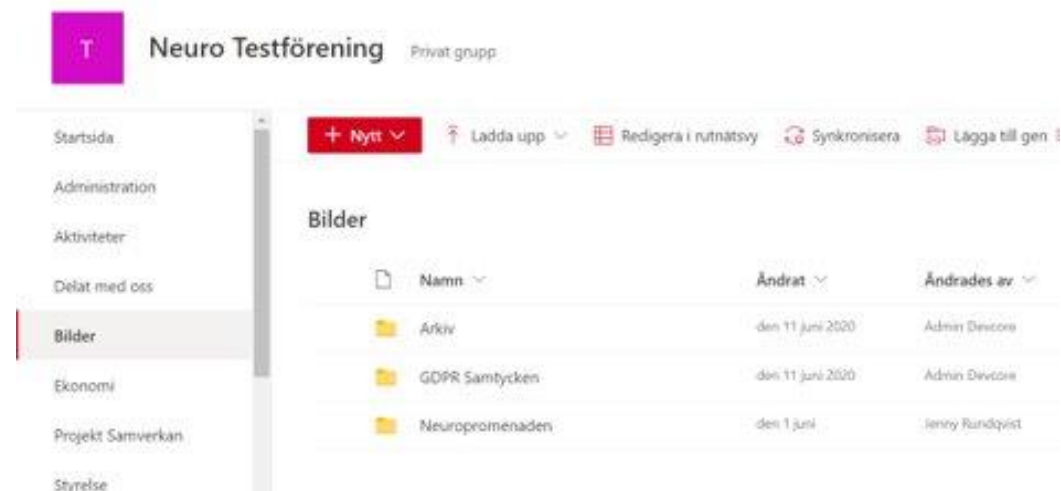 T
Neuro Testförening Privat grupp
Startsida
Administration
Aktiviteter
Delat med oss
Bilder
Ekonomi
Projekt Samverkan
Styrelse
+ Nytt Ladda upp Redigera i rutnätsvy Synkronisera Lägga till gen
Bilder
Namn Ändrat Ändrades av
Arkiv den 11 juni 2020 Admin Devcore
GDPR Samtycken den 11 juni 2020 Admin Devcore
Neuropromenaden den 1 juni Jenny Rundqvist